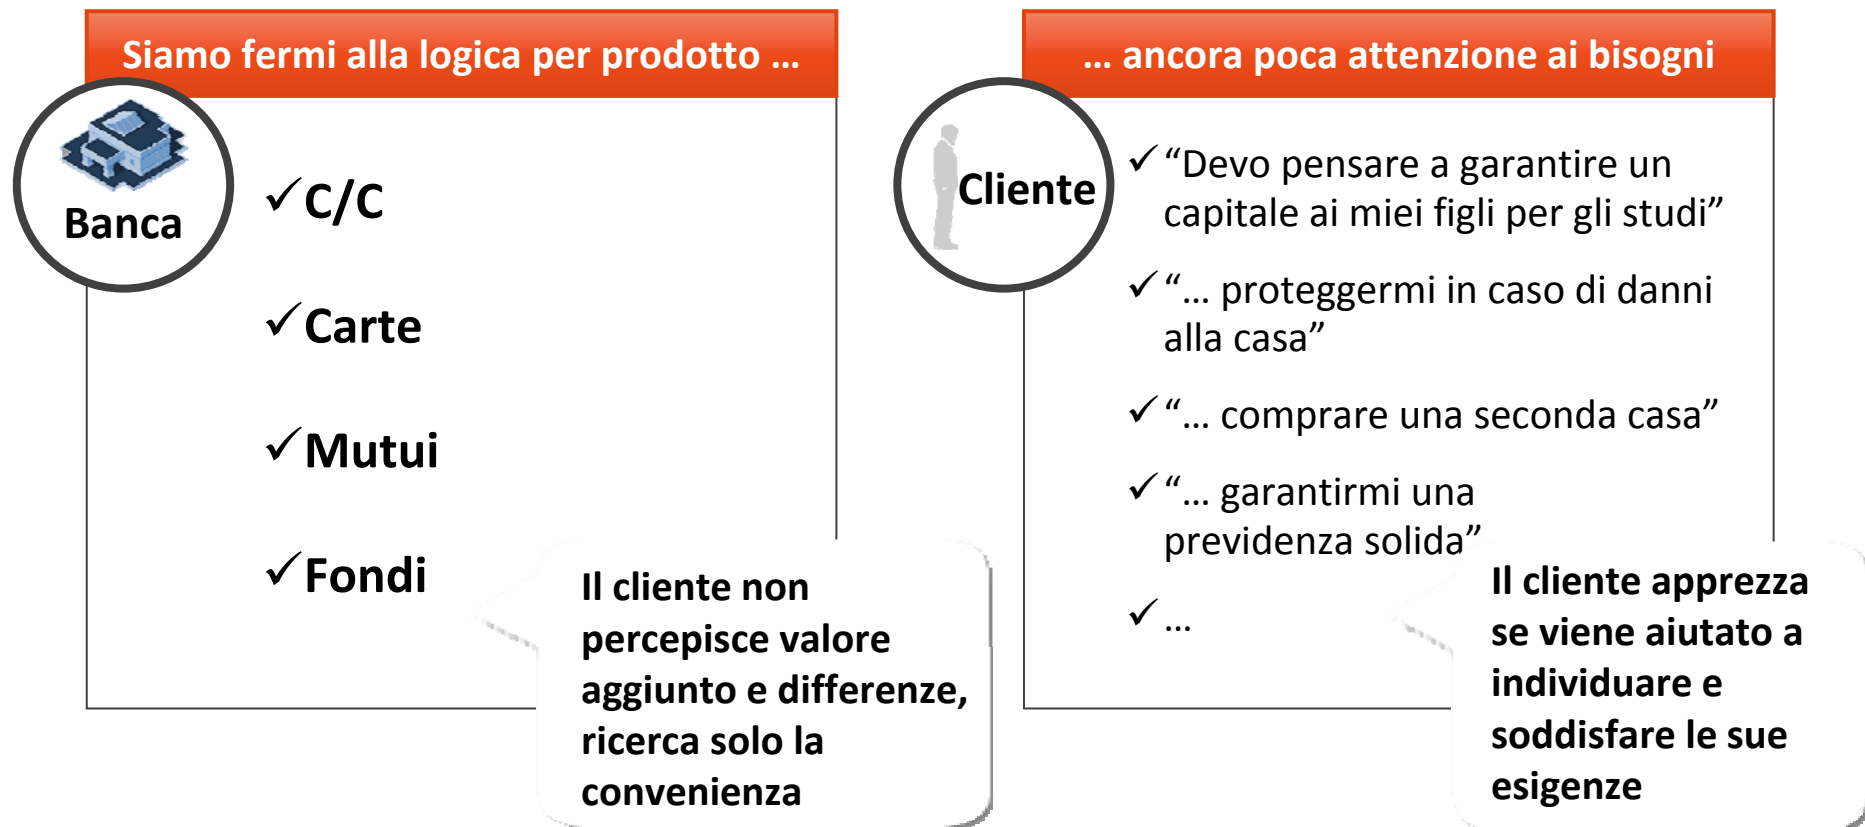 Siamo fermi alla logica per prodotto …
Banca
✓C/C
✓Carte
✓Mutui
✓Fondi
Il cliente non
percepisce valore
aggiunto e differenze,
ricerca solo la
convenienza
… ancora poca attenzione ai bisogni
Cliente
✓“Devo pensare a garantire un
capitale ai miei figli per gli studi”
✓“… proteggermi in caso di danni
alla casa”
✓“… comprare una seconda casa”
✓“… garantirmi una
previdenza solida”
✓…
Il cliente apprezza
se viene aiutato a
individuare e
soddisfare le sue
esigenze